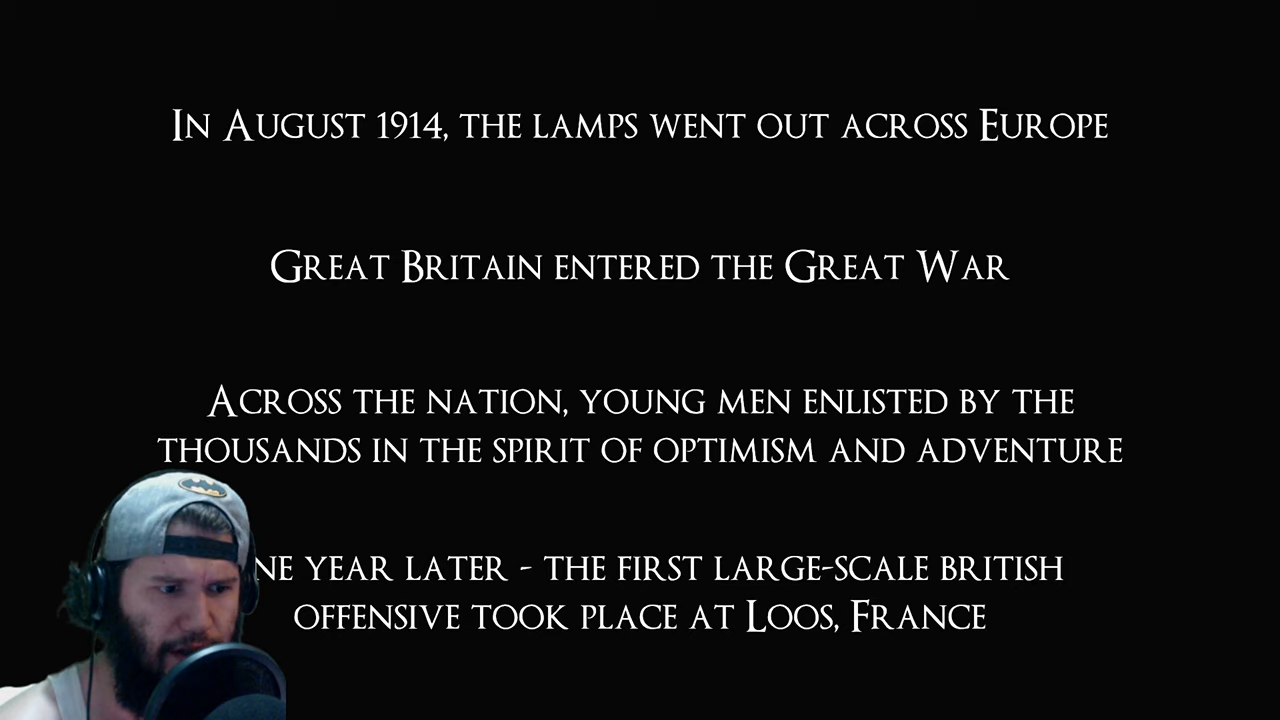 In August 1914, the lamps went out across Europe
Great Britain entered the Great War
Across the nation, young men enlisted by the
thousands in the spirit of optimism and adventure
year later - the first large-scale British
offensive took place at Loos, France